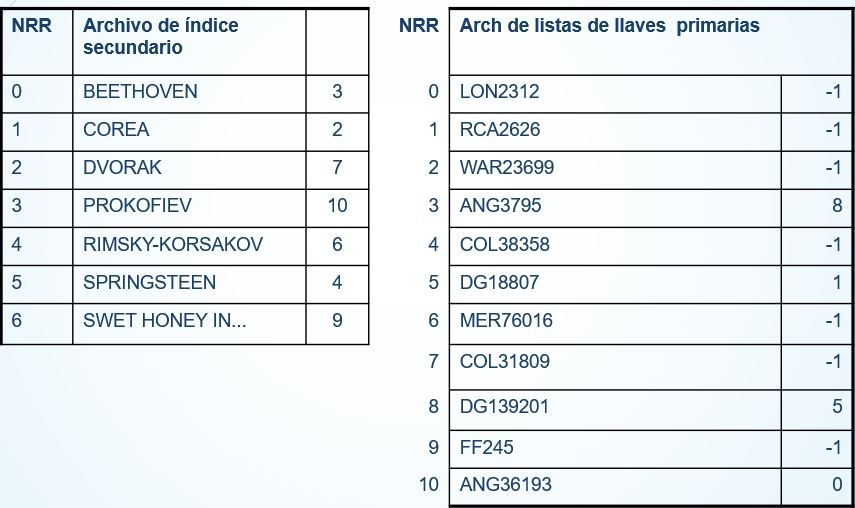 NRR Archivo de índice secundario
0 BEETHOVEN 3
1 COREA 2
2 DVORAK 7
3 PROKOFIEV 10
4 RIMSKY-KORSAKOV 6
5 SPRINGSTEEN 4
6 SWET HONEY IN... 9
NRR Arch de listas de llaves primarias
0 LON2312 -1
1 RCA2626 -1
2 WAR23699 -1
3 ANG3795 8
4 COL38358 -1
5 DG18807 1
6 MER76016 -1
7 COL31809 -1
8 DG139201 5
9 FF245 -1
10 ANG36193 0